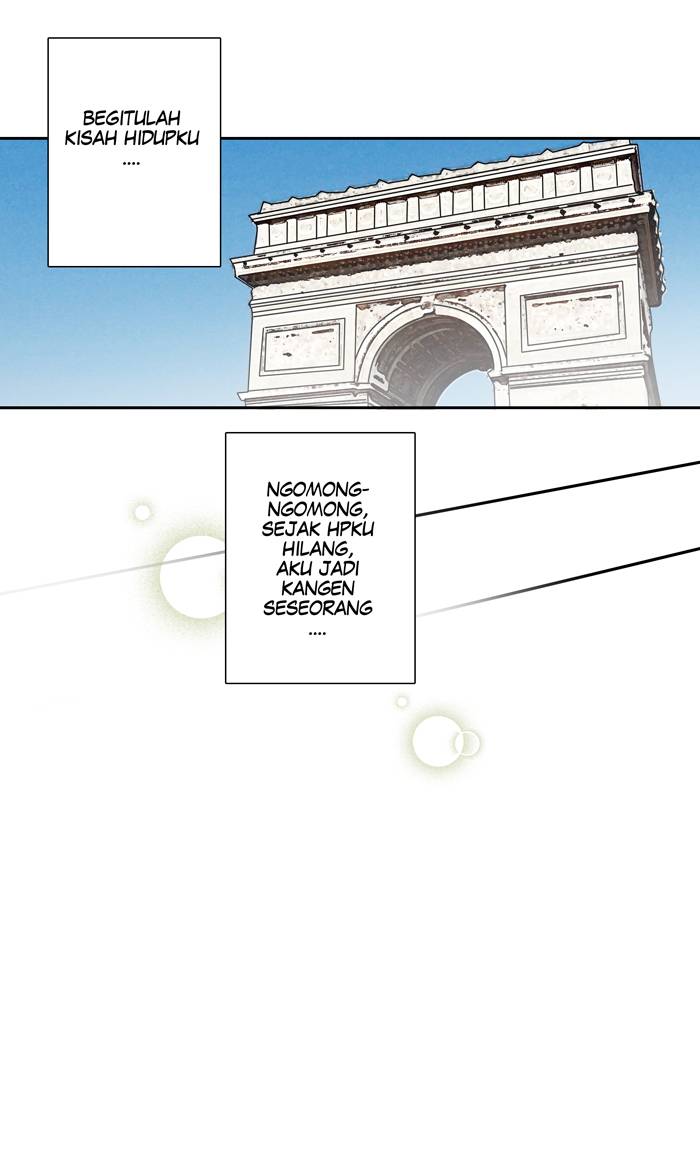 BEGITULAH
KISAH HIDUPKU
....
NGOMONG-
NGOMONG,
SEJAK HPKU
HILANG,
AKU JADI
KANGEN
SESEORANG
....